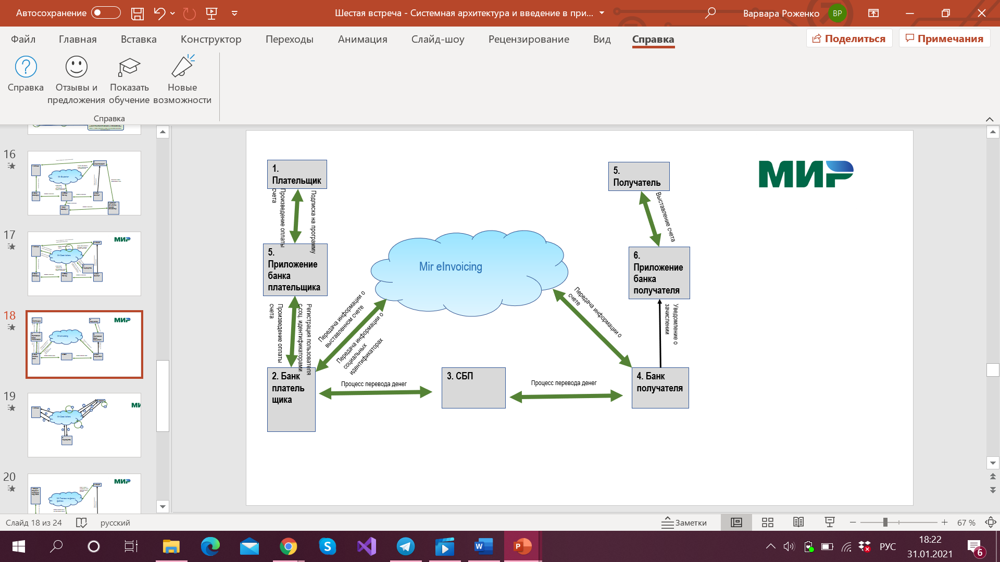 Автосохранение
Шестая встреча - Системная архитектура и введение в при...
Варвара Роженко
ВР
Файл
Главная
Вставка
Конструктор
Переходы
Анимация
Слайд-шоу
Рецензирование
Вид
Справка
Поделиться
Примечания
Справка
Отзывы и
предложения
Показать
обучение
Новые
возможности
Справка
16
17
МИР
18
МИР
19
20
МИР
МИР
1.
Плательщик
Произведение оплаты
счета
Подписка на программу
5.
Приложение
банка
плательщика
Произведение оплаты
счета
Регистрация пользователя
с соц. идентификаторами
2. Банк
платель
щика
Передача информации о
выставленном счете
Передача информации о
социальных
идентификаторах
Mir eInvoicing
Процесс перевода денег
3. СБП
Процесс перевода денег
Передача информации о
счете
5.
Получатель
Выставление счета
6.
Приложение
банка
получателя
Уведомление о
зачислении
4. Банк
получателя
Слайд 18 из 24
русский
Заметки
67 %
РУС
18:22
31.01.2021
6